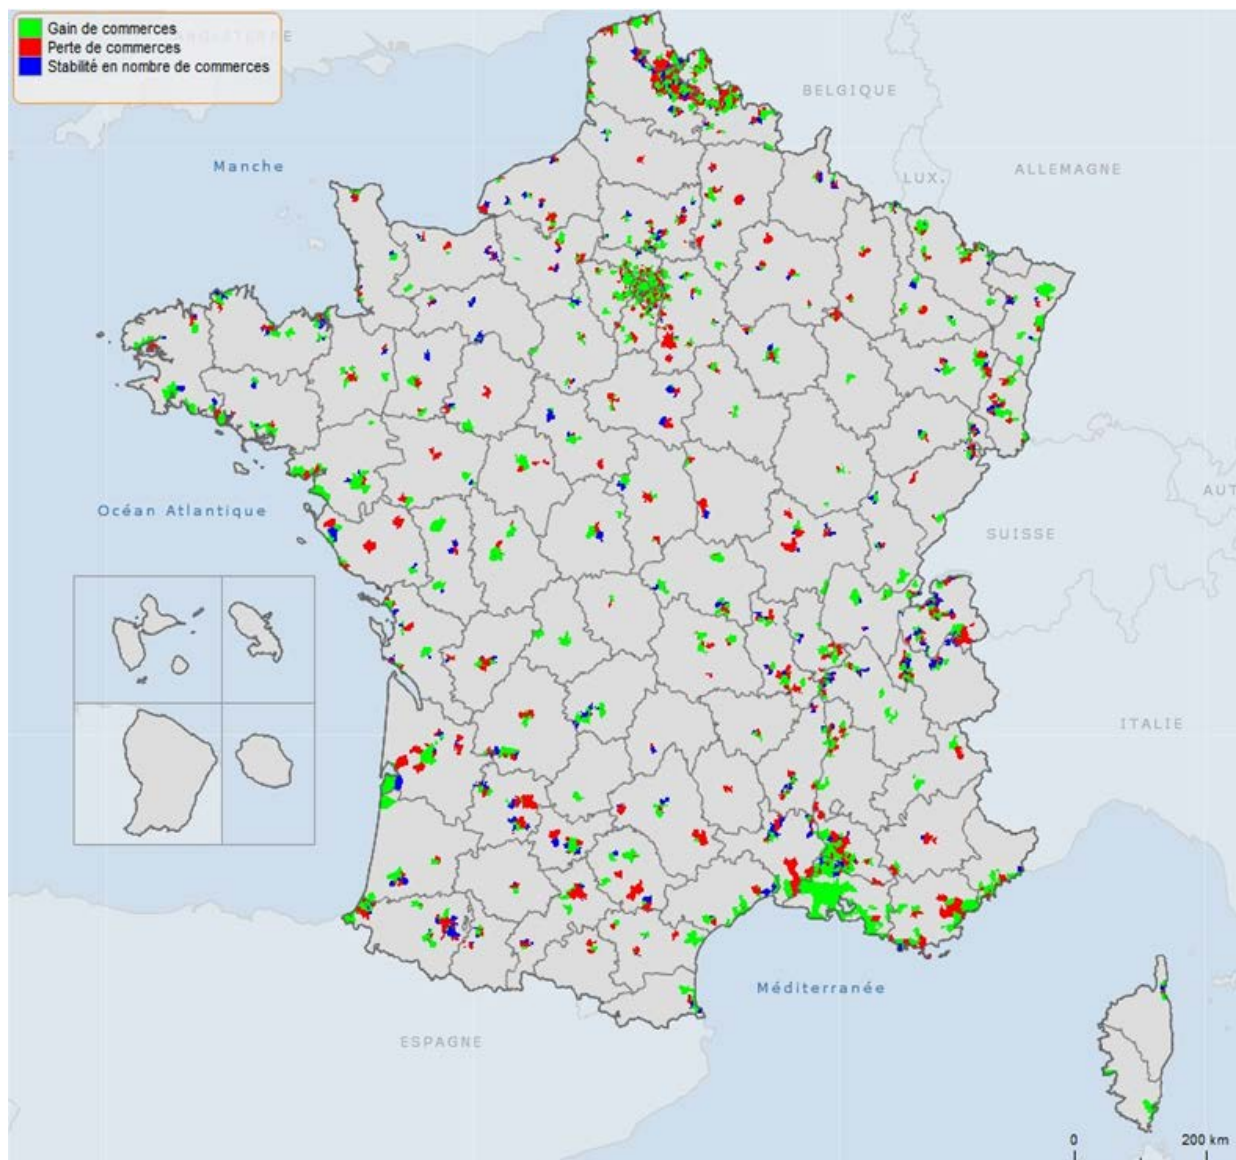 Gain de commerces
Perte de commerces
Stabilité en nombre de commerces
BELGIQUE
Manche
LUX.
ALLEMAGNE
Océan Atlantique
AUT
SUISSE
ITALIE
Méditerranée
ESPAGNE
0 200 km